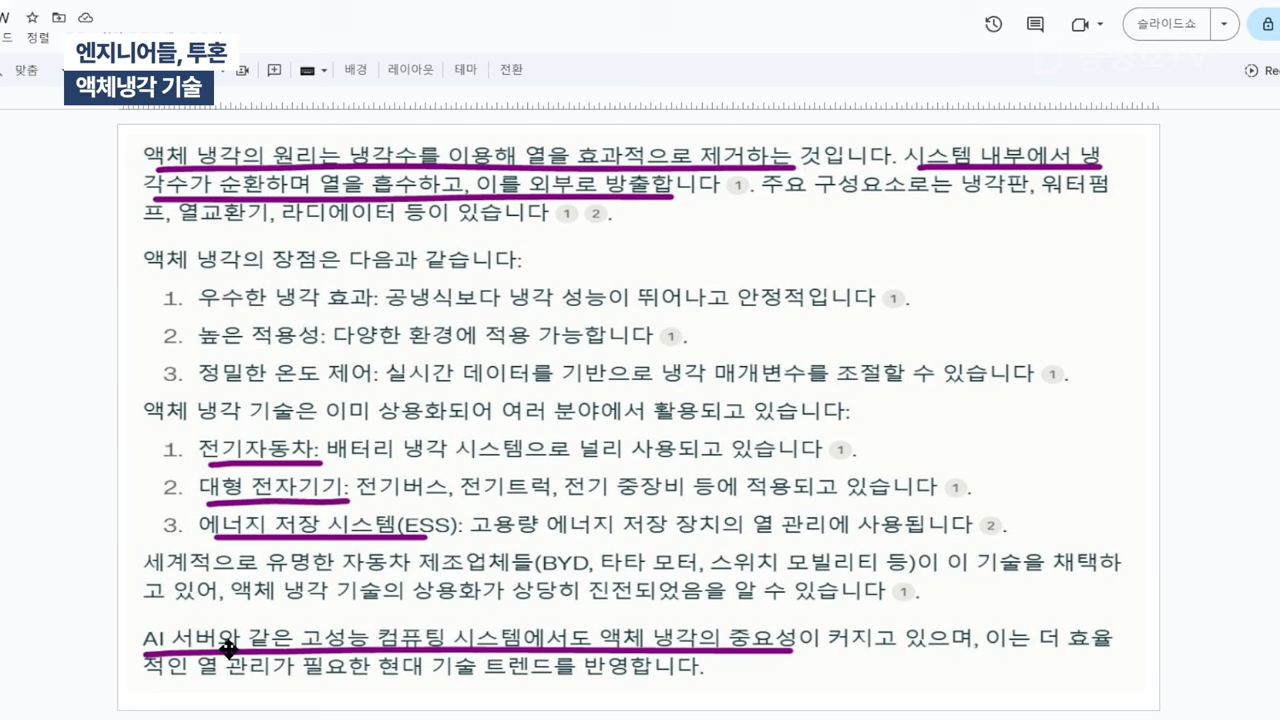 W
드 정렬
엔지니어들, 투혼
액체냉각 기술
슬라이드쇼
맞춤
배경 레이아웃 테마 전환
Rec
액체 냉각의 원리는 냉각수를 이용해 열을 효과적으로 제거하는 것입니다. 시스템 내부에서 냉
각수가 순환하며 열을 흡수하고, 이를 외부로 방출합니다 1. 주요 구성요소로는 냉각판, 워터펌
프, 열교환기, 라디에이터 등이 있습니다 1 2.
액체 냉각의 장점은 다음과 같습니다:
1. 우수한 냉각 효과: 공냉식보다 냉각 성능이 뛰어나고 안정적입니다 1.
2. 높은 적용성: 다양한 환경에 적용 가능합니다 1.
3. 정밀한 온도 제어: 실시간 데이터를 기반으로 냉각 매개변수를 조절할 수 있습니다 1.
액체 냉각 기술은 이미 상용화되어 여러 분야에서 활용되고 있습니다:
1. 전기자동차: 배터리 냉각 시스템으로 널리 사용되고 있습니다 1.
2. 대형 전자기기: 전기버스, 전기트럭, 전기 중장비 등에 적용되고 있습니다 1.
3. 에너지 저장 시스템(ESS): 고용량 에너지 저장 장치의 열 관리에 사용됩니다 2.
세계적으로 유명한 자동차 제조업체들(BYD, 타타 모터, 스위치 모빌리티 등)이 이 기술을 채택하
고 있어, 액체 냉각 기술의 상용화가 상당히 진전되었음을 알 수 있습니다 1.
AI 서버와 같은 고성능 컴퓨팅 시스템에서도 액체 냉각의 중요성이 커지고 있으며, 이는 더 효율
적인 열 관리가 필요한 현대 기술 트렌드를 반영합니다.